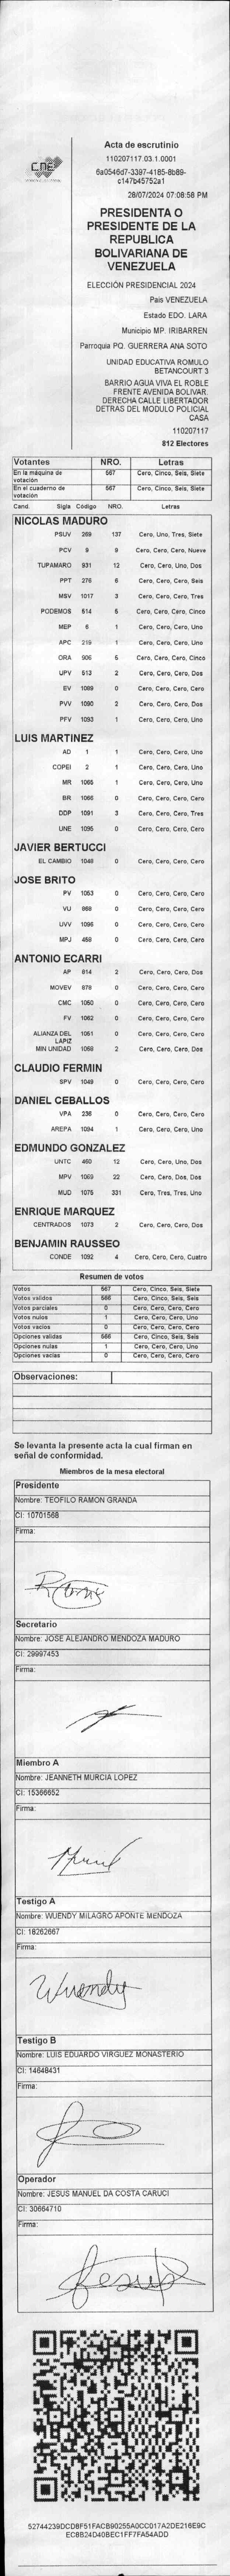 CNE
Acta de escrutinio
110207117.03.1.0001
6a0546d7-3397-4185-8b89-
c147b45752a1
28/07/2024 07:08:58 PM
PRESIDENTA O
PRESIDENTE DE LA
REPUBLICA
BOLIVARIANA DE
VENEZUELA
ELECCIÓN PRESIDENCIAL 2024
Pais VENEZUELA
Estado EDO. LARA
Municipio MP. IRIBARREN
Parroquia PQ. GUERRERA ANA SOTO
UNIDAD EDUCATIVA ROMULO
BETANCOURT 3
BARRIO AGUA VIVA EL ROBLE
FRENTE AVENIDA BOLIVAR.
DERECHA CALLE LIBERTADOR
DETRAS DEL MODULO POLICIAL
CASA
110207117
812 Electores
Votantes NRO. Letras
En la máquina de votación 567 Cero, Cinco, Seis, Siete
En el cuaderno de votación 567 Cero, Cinco, Seis, Siete
Cand. Sigla Código NRO. Letras
NICOLAS MADURO
PSUV 269 137 Cero, Uno, Tres, Siete
PCV 9 9 Cero, Cero, Cero, Nueve
TUPAMARO 931 12 Cero, Cero, Uno, Dos
PPT 276 6 Cero, Cero, Cero, Seis
MSV 1017 3 Cero, Cero, Cero, Tres
PODEMOS 514 5 Cero, Cero, Cero, Cinco
MEP 6 1 Cero, Cero, Cero, Uno
APC 219 1 Cero, Cero, Cero, Uno
ORA 906 5 Cero, Cero, Cero, Cinco
UPV 513 2 Cero, Cero, Cero, Dos
EV 1089 0 Cero, Cero, Cero, Cero
PVV 1090 2 Cero, Cero, Cero, Dos
PFV 1093 1 Cero, Cero, Cero, Uno
LUIS MARTINEZ
AD 1 1 Cero, Cero, Cero, Uno
COPEI 2 1 Cero, Cero, Cero, Uno
MR 1065 1 Cero, Cero, Cero, Uno
BR 1066 0 Cero, Cero, Cero, Cero
DDP 1091 3 Cero, Cero, Cero, Tres
UNE 1095 0 Cero, Cero, Cero, Cero
JAVIER BERTUCCI
EL CAMBIO 1048 0 Cero, Cero, Cero, Cero
JOSE BRITO
PV 1053 0 Cero, Cero, Cero, Cero
VU 868 0 Cero, Cero, Cero, Cero
UVV 1096 0 Cero, Cero, Cero, Cero
MPJ 458 0 Cero, Cero, Cero, Cero
ANTONIO ECARRI
AP 814 2 Cero, Cero, Cero, Dos
MOVEV 878 0 Cero, Cero, Cero, Cero
CMC 1050 0 Cero, Cero, Cero, Cero
FV 1062 0 Cero, Cero, Cero, Cero
ALIANZA DEL LAPIZ 1051 0 Cero, Cero, Cero, Cero
MIN UNIDAD 1068 2 Cero, Cero, Cero, Dos
CLAUDIO FERMIN
SPV 1049 0 Cero, Cero, Cero, Cero
DANIEL CEBALLOS
VPA 236 0 Cero, Cero, Cero, Cero
AREPA 1094 1 Cero, Cero, Cero, Uno
EDMUNDO GONZALEZ
UNTC 460 12 Cero, Cero, Uno, Dos
MPV 1069 22 Cero, Cero, Dos, Dos
MUD 1075 331 Cero, Tres, Tres, Uno
ENRIQUE MARQUEZ
CENTRADOS 1073 2 Cero, Cero, Cero, Dos
BENJAMIN RAUSSEO
CONDE 1092 4 Cero, Cero, Cero, Cuatro
Resumen de votos
Votos 567 Cero, Cinco, Seis, Siete
Votos validos 566 Cero, Cinco, Seis, Seis
Votos parciales 0 Cero, Cero, Cero, Cero
Votos nulos 1 Cero, Cero, Cero, Uno
Votos vacios 0 Cero, Cero, Cero, Cero
Opciones validas 566 Cero, Cinco, Seis, Seis
Opciones nulas 1 Cero, Cero, Cero, Uno
Opciones vacias 0 Cero, Cero, Cero, Cero
Observaciones:
Se levanta la presente acta la cual firman en
señal de conformidad.
Miembros de la mesa electoral
Presidente
Nombre: TEOFILO RAMON GRANDA
CI: 10701568
Firma:
Secretario
Nombre: JOSE ALEJANDRO MENDOZA MADURO
CI: 29997453
Firma:
Miembro A
Nombre: JEANNETH MURCIA LOPEZ
CI: 15366652
Firma:
Testigo A
Nombre: WUENDY MILAGRO APONTE MENDOZA
CI: 18262667
Firma:
Wuendy
Testigo B
Nombre: LUIS EDUARDO VIRGUEZ MONASTERIO
CI: 14648431
Firma:
Operador
Nombre: JESUS MANUEL DA COSTA CARUCI
CI: 30664710
Firma:
Jesus
52744239DCD8F51FACB90255A0CC017A2DE216E9C
EC8B24D40BEC1FF7FA54ADD